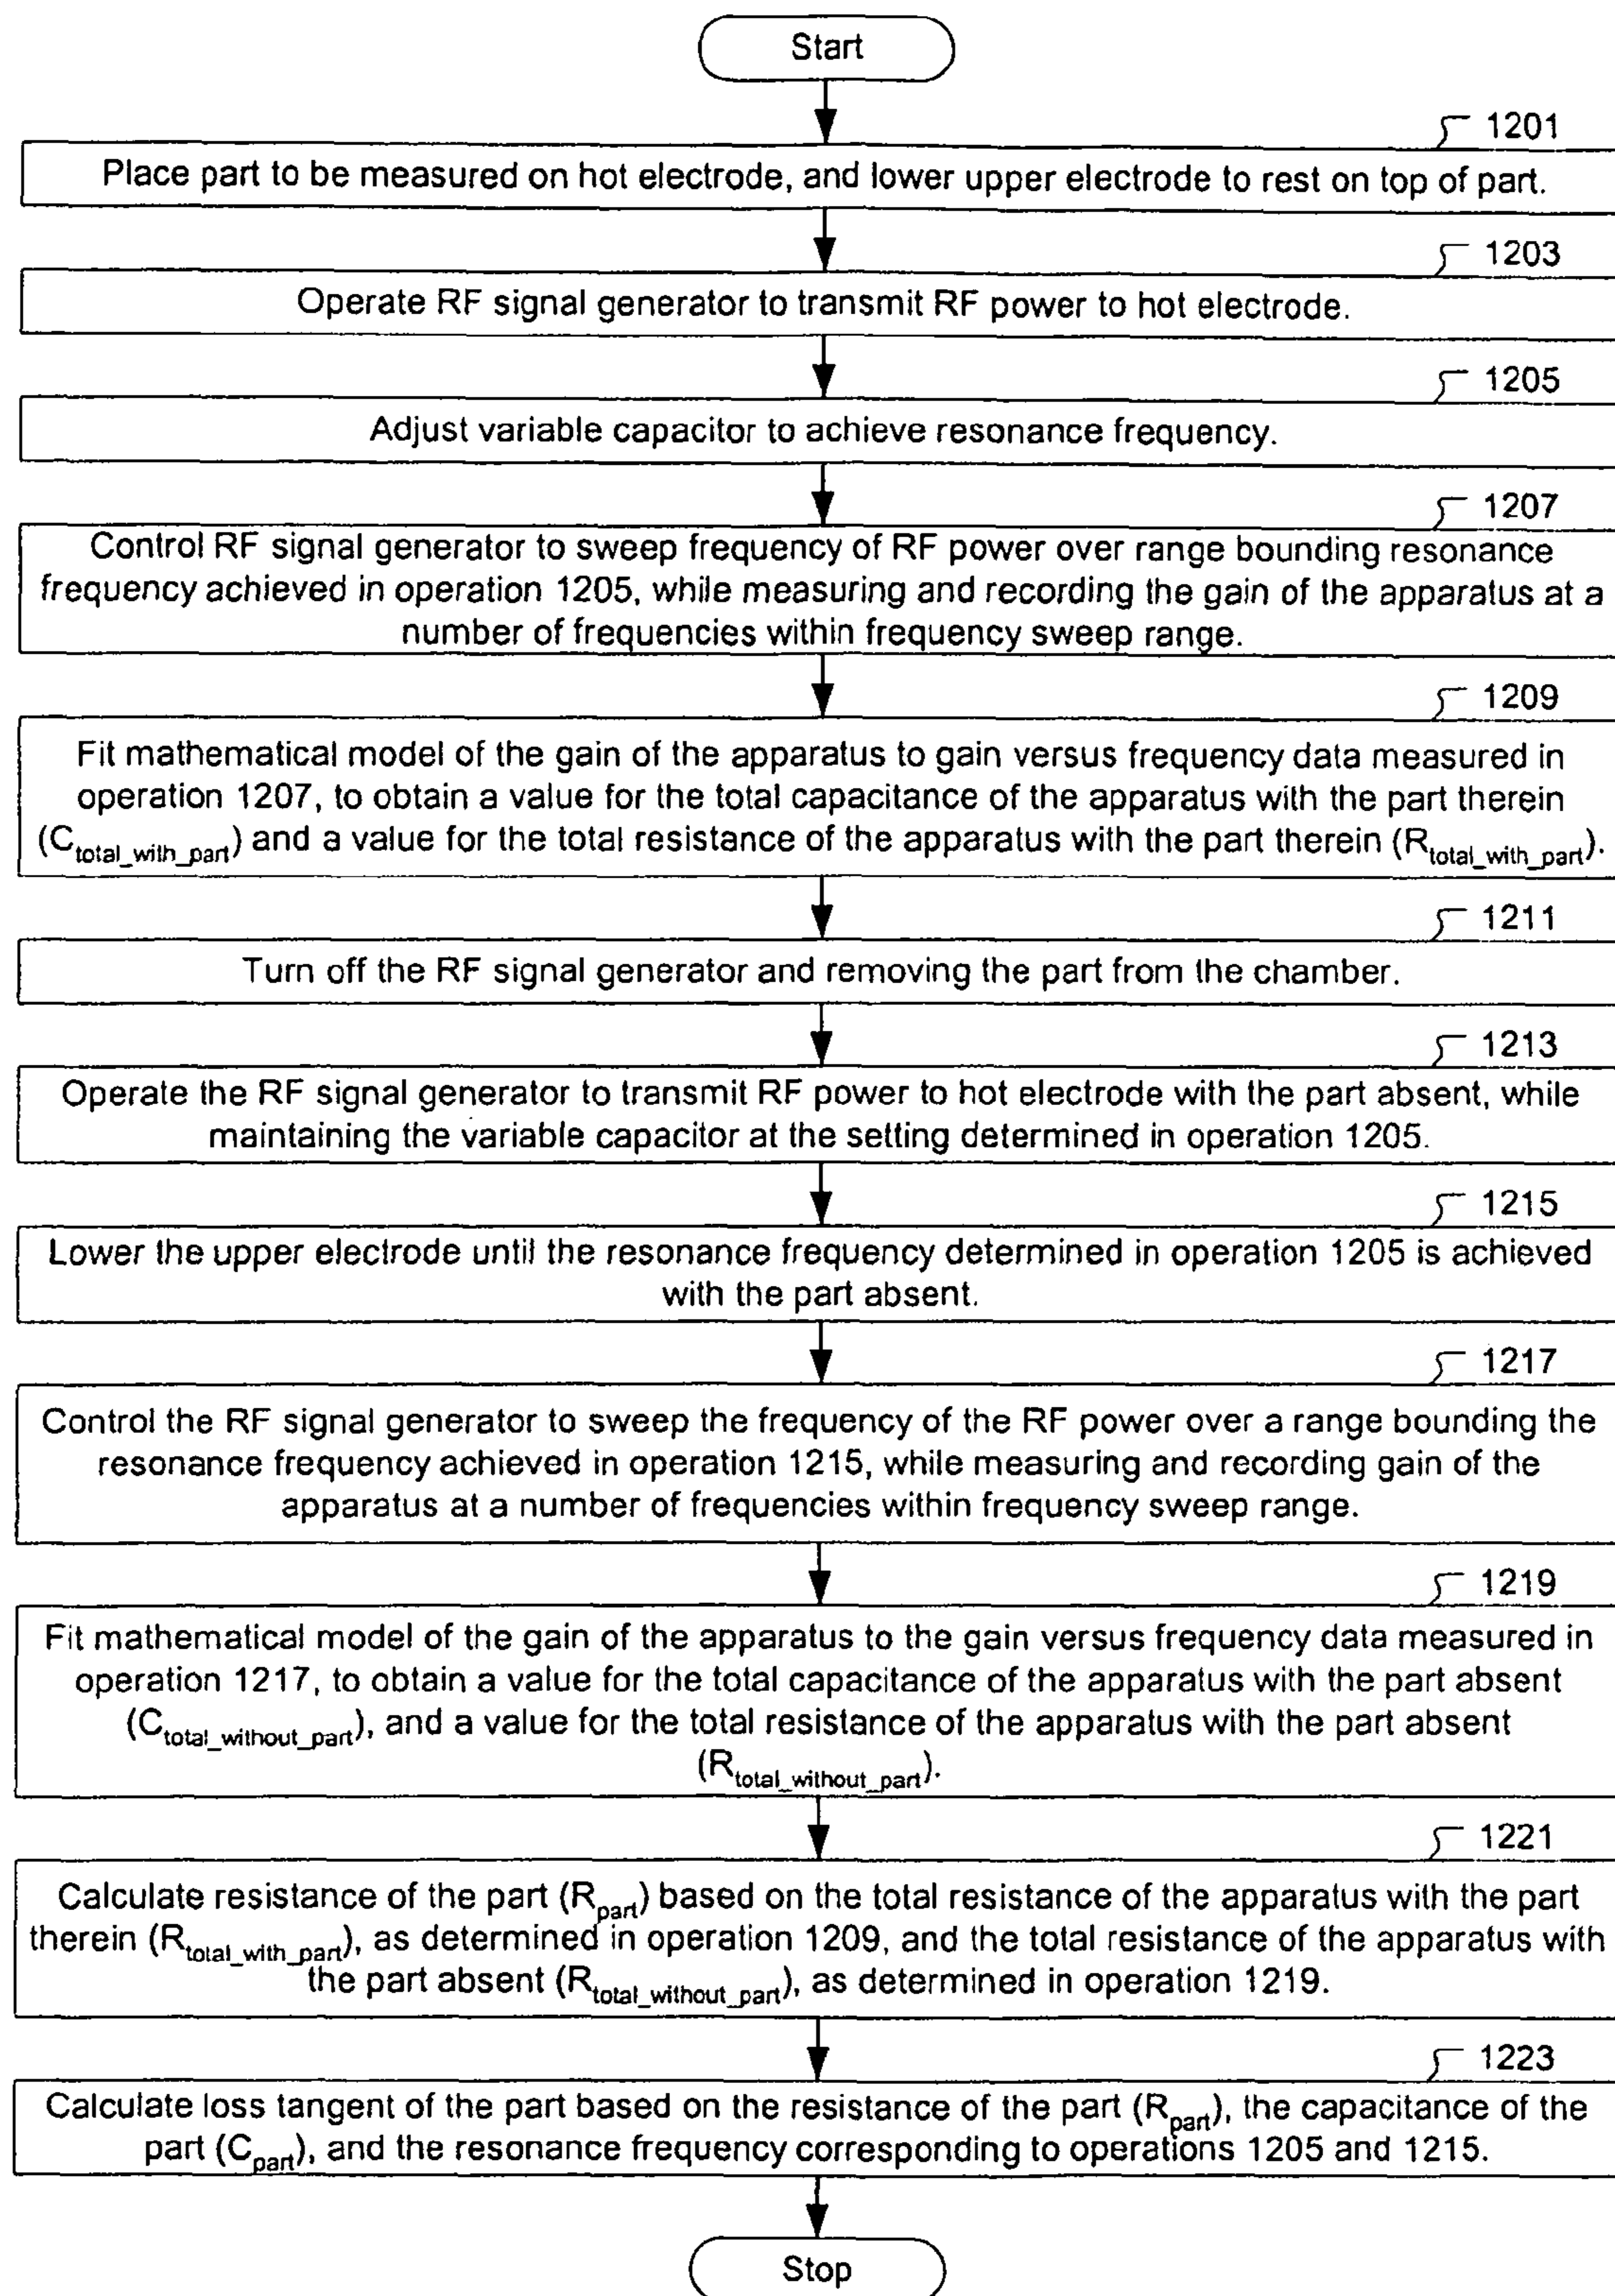 Start
1201
Place part to be measured on hot electrode, and lower upper electrode to rest on top of part.
1203
Operate RF signal generator to transmit RF power to hot electrode.
1205
Adjust variable capacitor to achieve resonance frequency.
1207
Control RF signal generator to sweep frequency of RF power over range bounding resonance
frequency achieved in operation 1205, while measuring and recording the gain of the apparatus at a
number of frequencies within frequency sweep range.
1209
Fit mathematical model of the gain of the apparatus to gain versus frequency data measured in
operation 1207, to obtain a value for the total capacitance of the apparatus with the part therein
(C_total_with_part) and a value for the total resistance of the apparatus with the part therein (R_total_with_part).
1211
Turn off the RF signal generator and removing the part from the chamber.
1213
Operate the RF signal generator to transmit RF power to hot electrode with the part absent, while
maintaining the variable capacitor at the setting determined in operation 1205.
1215
Lower the upper electrode until the resonance frequency determined in operation 1205 is achieved
with the part absent.
1217
Control the RF signal generator to sweep the frequency of the RF power over a range bounding the
resonance frequency achieved in operation 1215, while measuring and recording gain of the
apparatus at a number of frequencies within frequency sweep range.
1219
Fit mathematical model of the gain of the apparatus to the gain versus frequency data measured in
operation 1217, to obtain a value for the total capacitance of the apparatus with the part absent
(C_total_without_part), and a value for the total resistance of the apparatus with the part absent
(R_total_without_part).
1221
Calculate resistance of the part (R_part) based on the total resistance of the apparatus with the part
therein (R_total_with_part), as determined in operation 1209, and the total resistance of the apparatus with
the part absent (R_total_without_part), as determined in operation 1219.
1223
Calculate loss tangent of the part based on the resistance of the part (R_part), the capacitance of the
part (C_part), and the resonance frequency corresponding to operations 1205 and 1215.
Stop